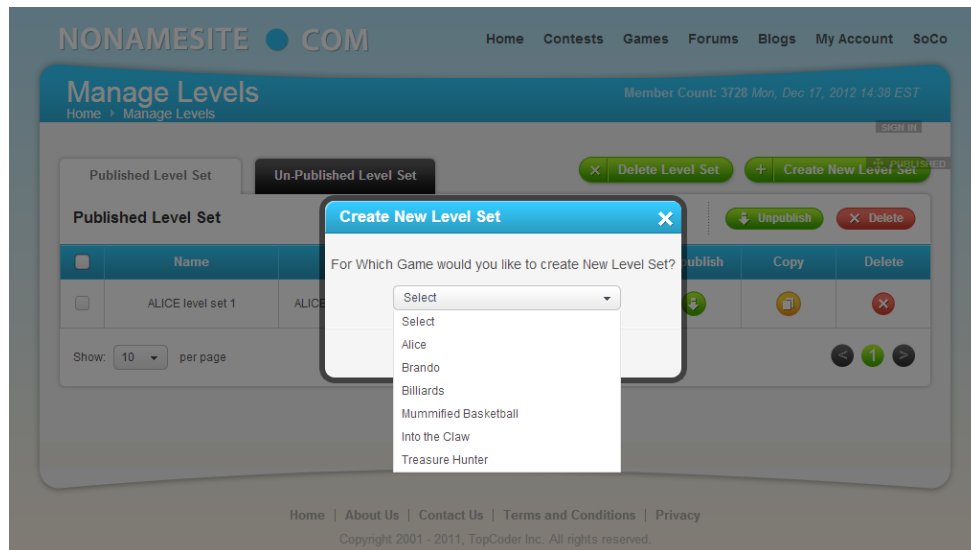 NONAMESITE COM
Home Contests Games Forums Blogs My Account SoCo
Manage Levels
Home Manage Levels
Member Count: 3728 Mon, Dec 17, 2012 14:38 EST
SIGN IN
PUBLISHED
Published Level Set
Un-Published Level Set
Delete Level Set
Create New Level Set
Published Level Set
Unpublish
Delete
Create New Level Set
For Which Game would you like to create New Level Set?
Select
Select
Alice
Brando
Billiards
Mummified Basketball
Into the Claw
Treasure Hunter
Name Copy Delete
ALICE level set 1 ALICE
Show: 10 per page
1
Home | About Us | Contact Us | Terms and Conditions | Privacy
Copyright 2001 - 2011, TopCoder Inc. All rights reserved.